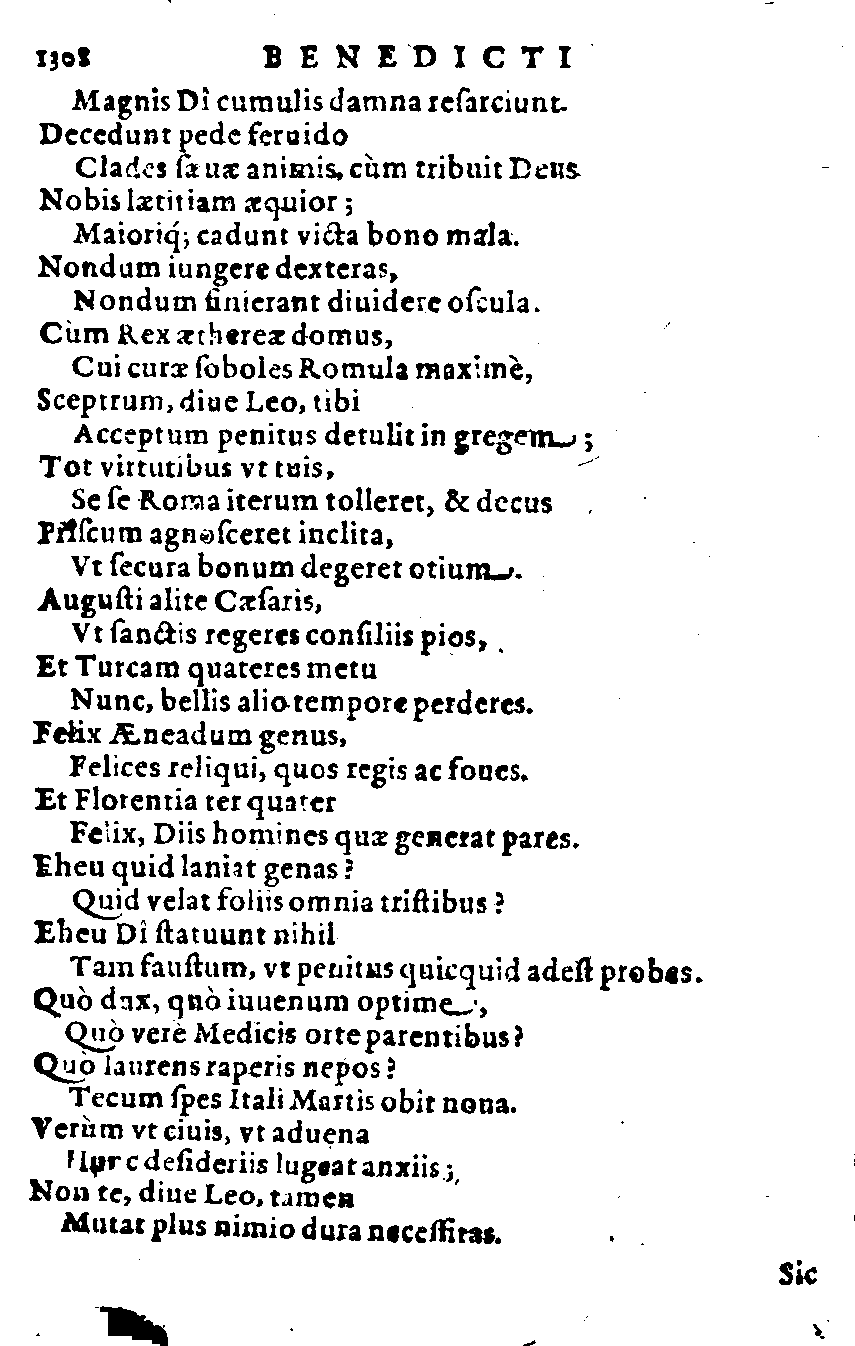 1308 BENEDICTI
Magnis Dî cumulis damna reſarciunt.
Decedunt pede feruido
Clades ſæuæ animis, cùm tribuit Deus
Nobis lætitiam æquior ;
Maioriq́; cadunt victa bono mala.
Nondum iungere dexteras,
Nondum finierant diuidere oſcula.
Cùm Rex æthereæ domus,
Cui curæ ſoboles Romula maximè,
Sceptrum, diue Leo, tibi
Acceptum penitus detulit in gregem ;
Tot virtutibus vt tuis,
Se ſe Roma iterum tolleret, & decus
Priſcum agnoſceret inclita,
Vt ſecura bonum degeret otium.
Auguſti alite Cæſaris,
Vt ſanctis regeres conſiliis pios,
Et Turcam quateres metu
Nunc, bellis alio tempore perderes.
Felix Æneadum genus,
Felices reliqui, quos regis ac foues.
Et Florentia ter quater
Felix, Diis homines quæ generat pares.
Eheu quid laniat genas ?
Quid velat foliis omnia triſtibus ?
Eheu Dî ſtatuunt nihil
Tam fauſtum, vt penitus quicquid adeſt probes.
Quò dux, quò iuuenum optime,
Quò verè Medicis orte parentibus ?
Quò laurens raperis nepos ?
Tecum ſpes Itali Martis obit noua.
Verùm vt ciuis, vt aduena
Hunc deſideriis lugeat anxiis ;
Non te, diue Leo, tamen
Mutat plus nimio dura neceſſitas.
Sic